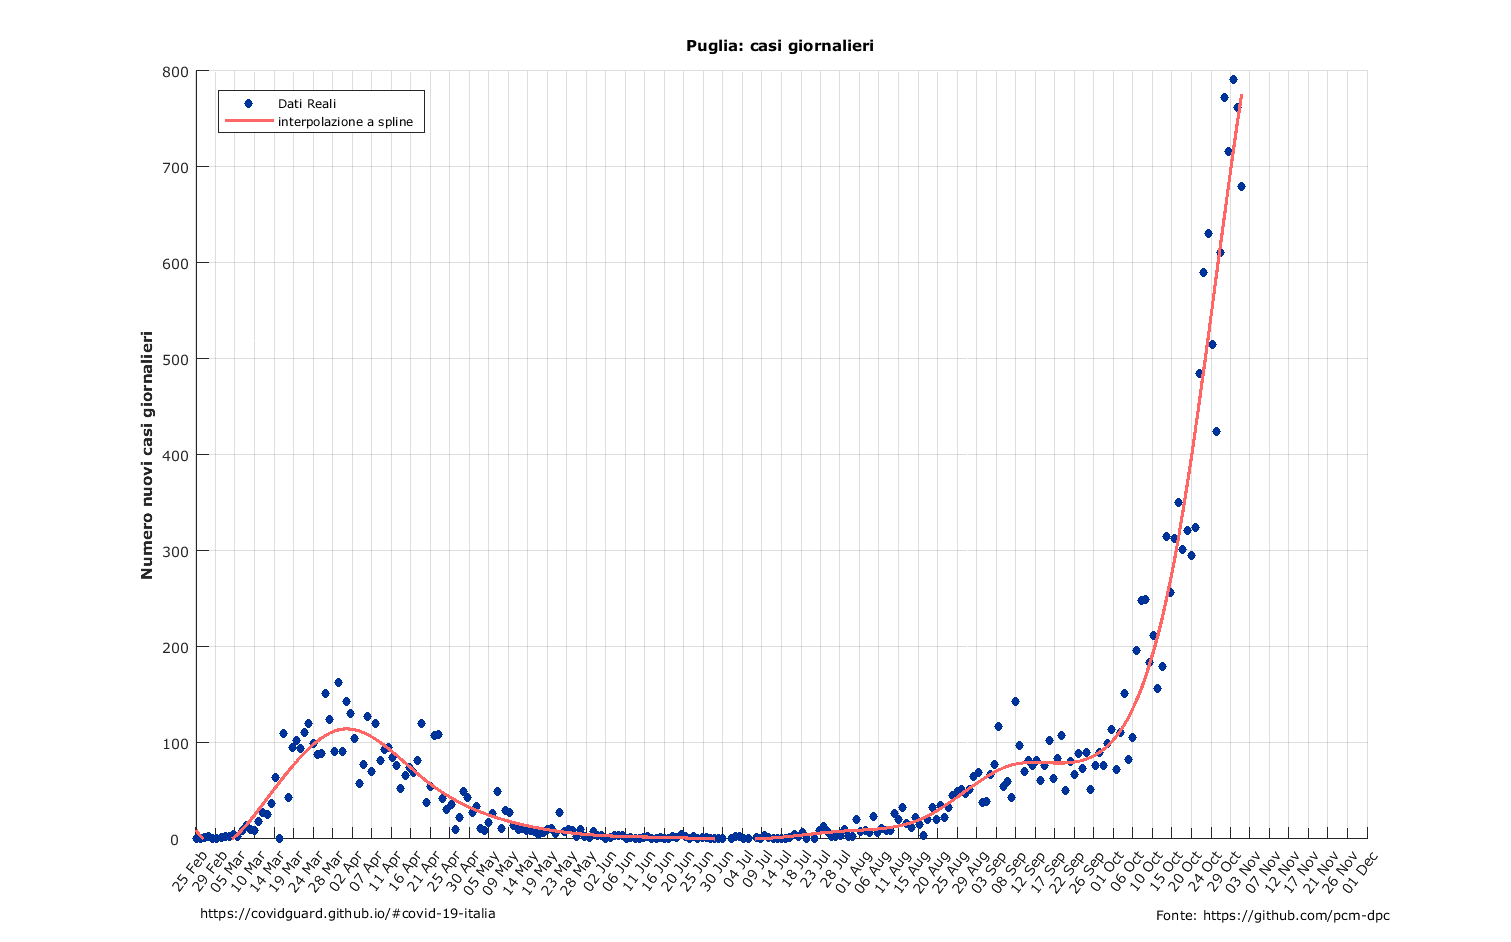 Puglia: casi giornalieri
800
Dati Reali
interpolazione a spline
700
600
500
400
300
200
100
0
Numero nuovi casi giornalieri
25 Feb
29 Feb
05 Mar
10 Mar
14 Mar
19 Mar
24 Mar
28 Mar
02 Apr
07 Apr
11 Apr
16 Apr
21 Apr
25 Apr
30 Apr
05 May
09 May
14 May
19 May
23 May
28 May
02 Jun
06 Jun
11 Jun
16 Jun
20 Jun
25 Jun
30 Jun
04 Jul
09 Jul
14 Jul
18 Jul
23 Jul
28 Jul
01 Aug
06 Aug
11 Aug
15 Aug
20 Aug
25 Aug
29 Aug
03 Sep
08 Sep
12 Sep
17 Sep
22 Sep
26 Sep
01 Oct
06 Oct
10 Oct
15 Oct
20 Oct
24 Oct
29 Oct
03 Nov
07 Nov
12 Nov
17 Nov
21 Nov
26 Nov
01 Dec
https://covidguard.github.io/#covid-19-italia
Fonte: https://github.com/pcm-dpc